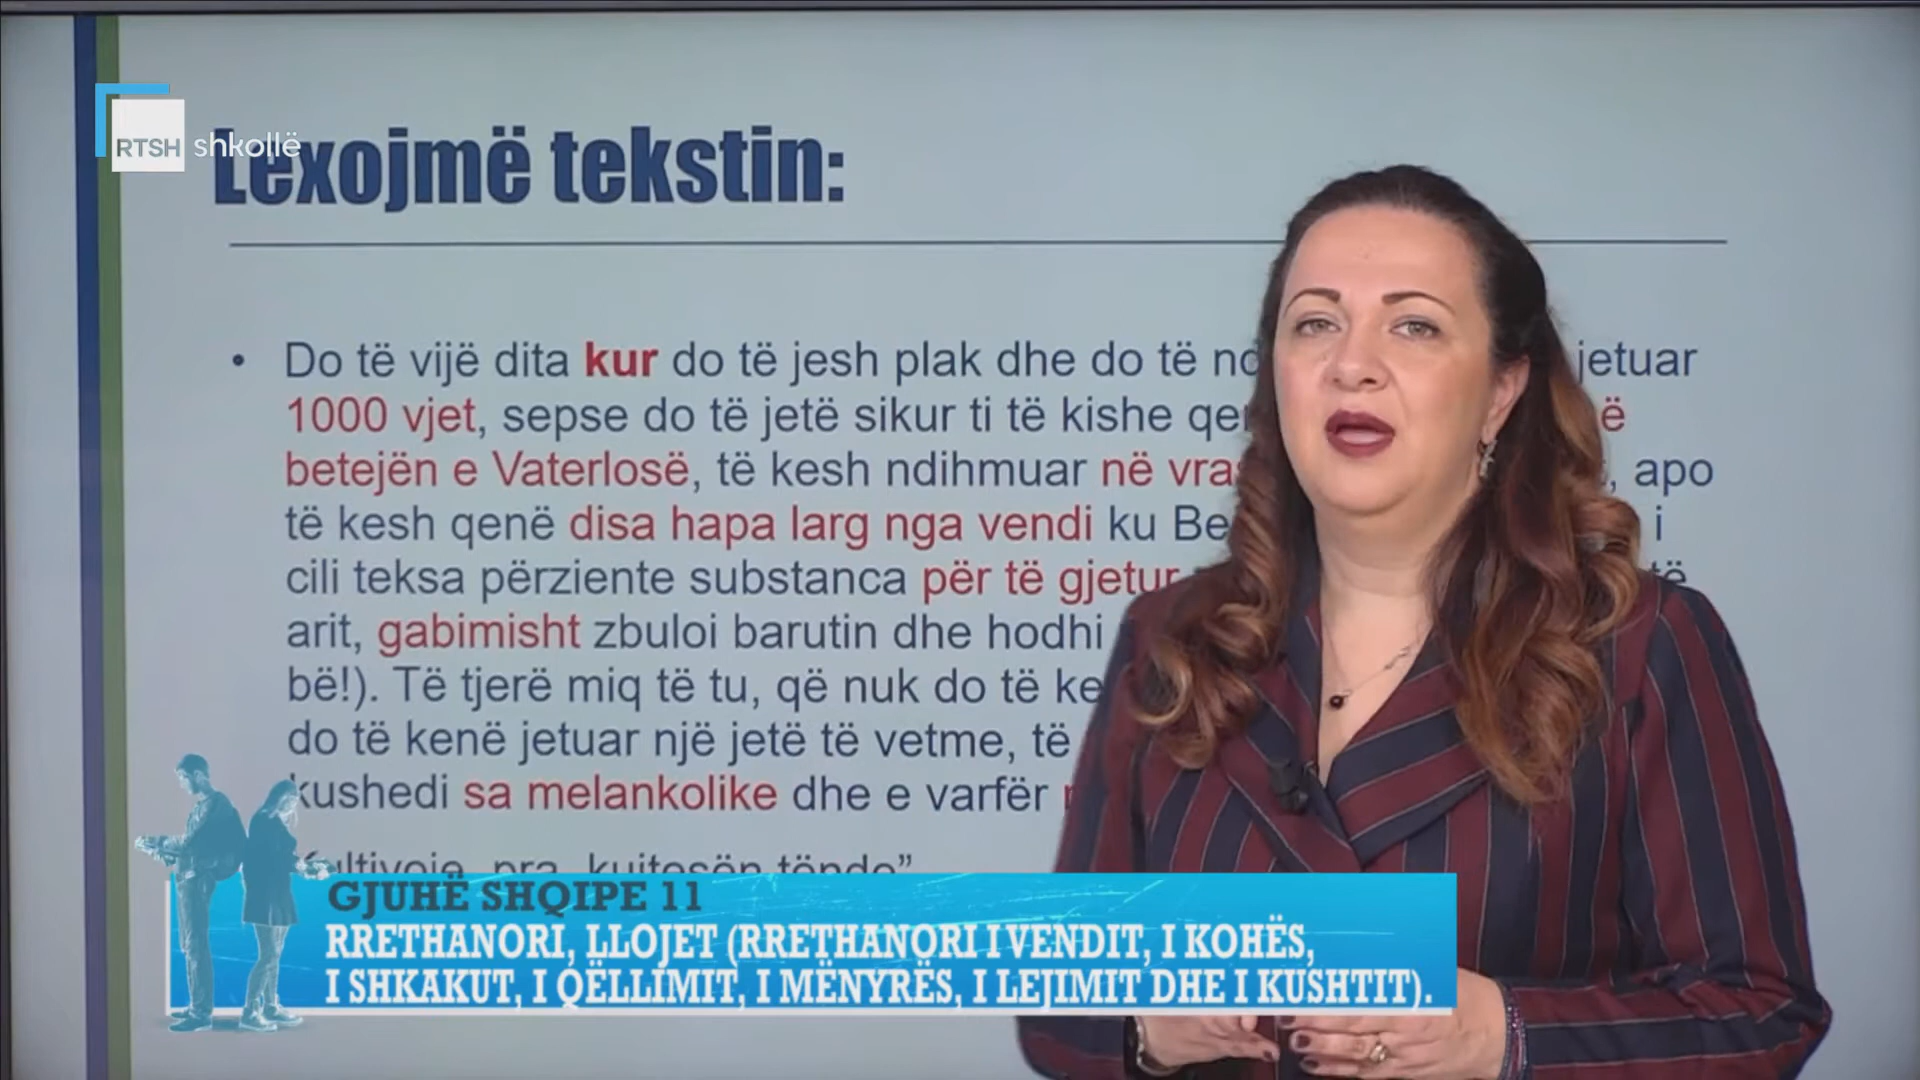 RTSH shkollë
Lexojmë tekstin:
• Do të vijë dita kur do të jesh plak dhe do të jetuar
1000 vjet, sepse do të jetë sikur ti të kishe
betejën e Vaterlosë, të kesh ndihmuar në apo
të kesh qenë disa hapa larg nga vendi ku i
cili teksa përziente substanca për të gjetur të
arit, gabimisht zbuloi barutin dhe hodhi
bë!). Të tjerë miq të tu, që nuk do të
do të kenë jetuar një jetë të vetme, të
kushedi sa melankolike dhe e varfër
Kultivoje, pra, kujtesën tënde”
GJUHË SHQIPE 11
RRETHANORI, LLOJET (RRETHANORI I VENDIT, I KOHËS,
I SHKAKUT, I QËLLIMIT, I MËNYRËS, I LEJIMIT DHE I KUSHTIT).